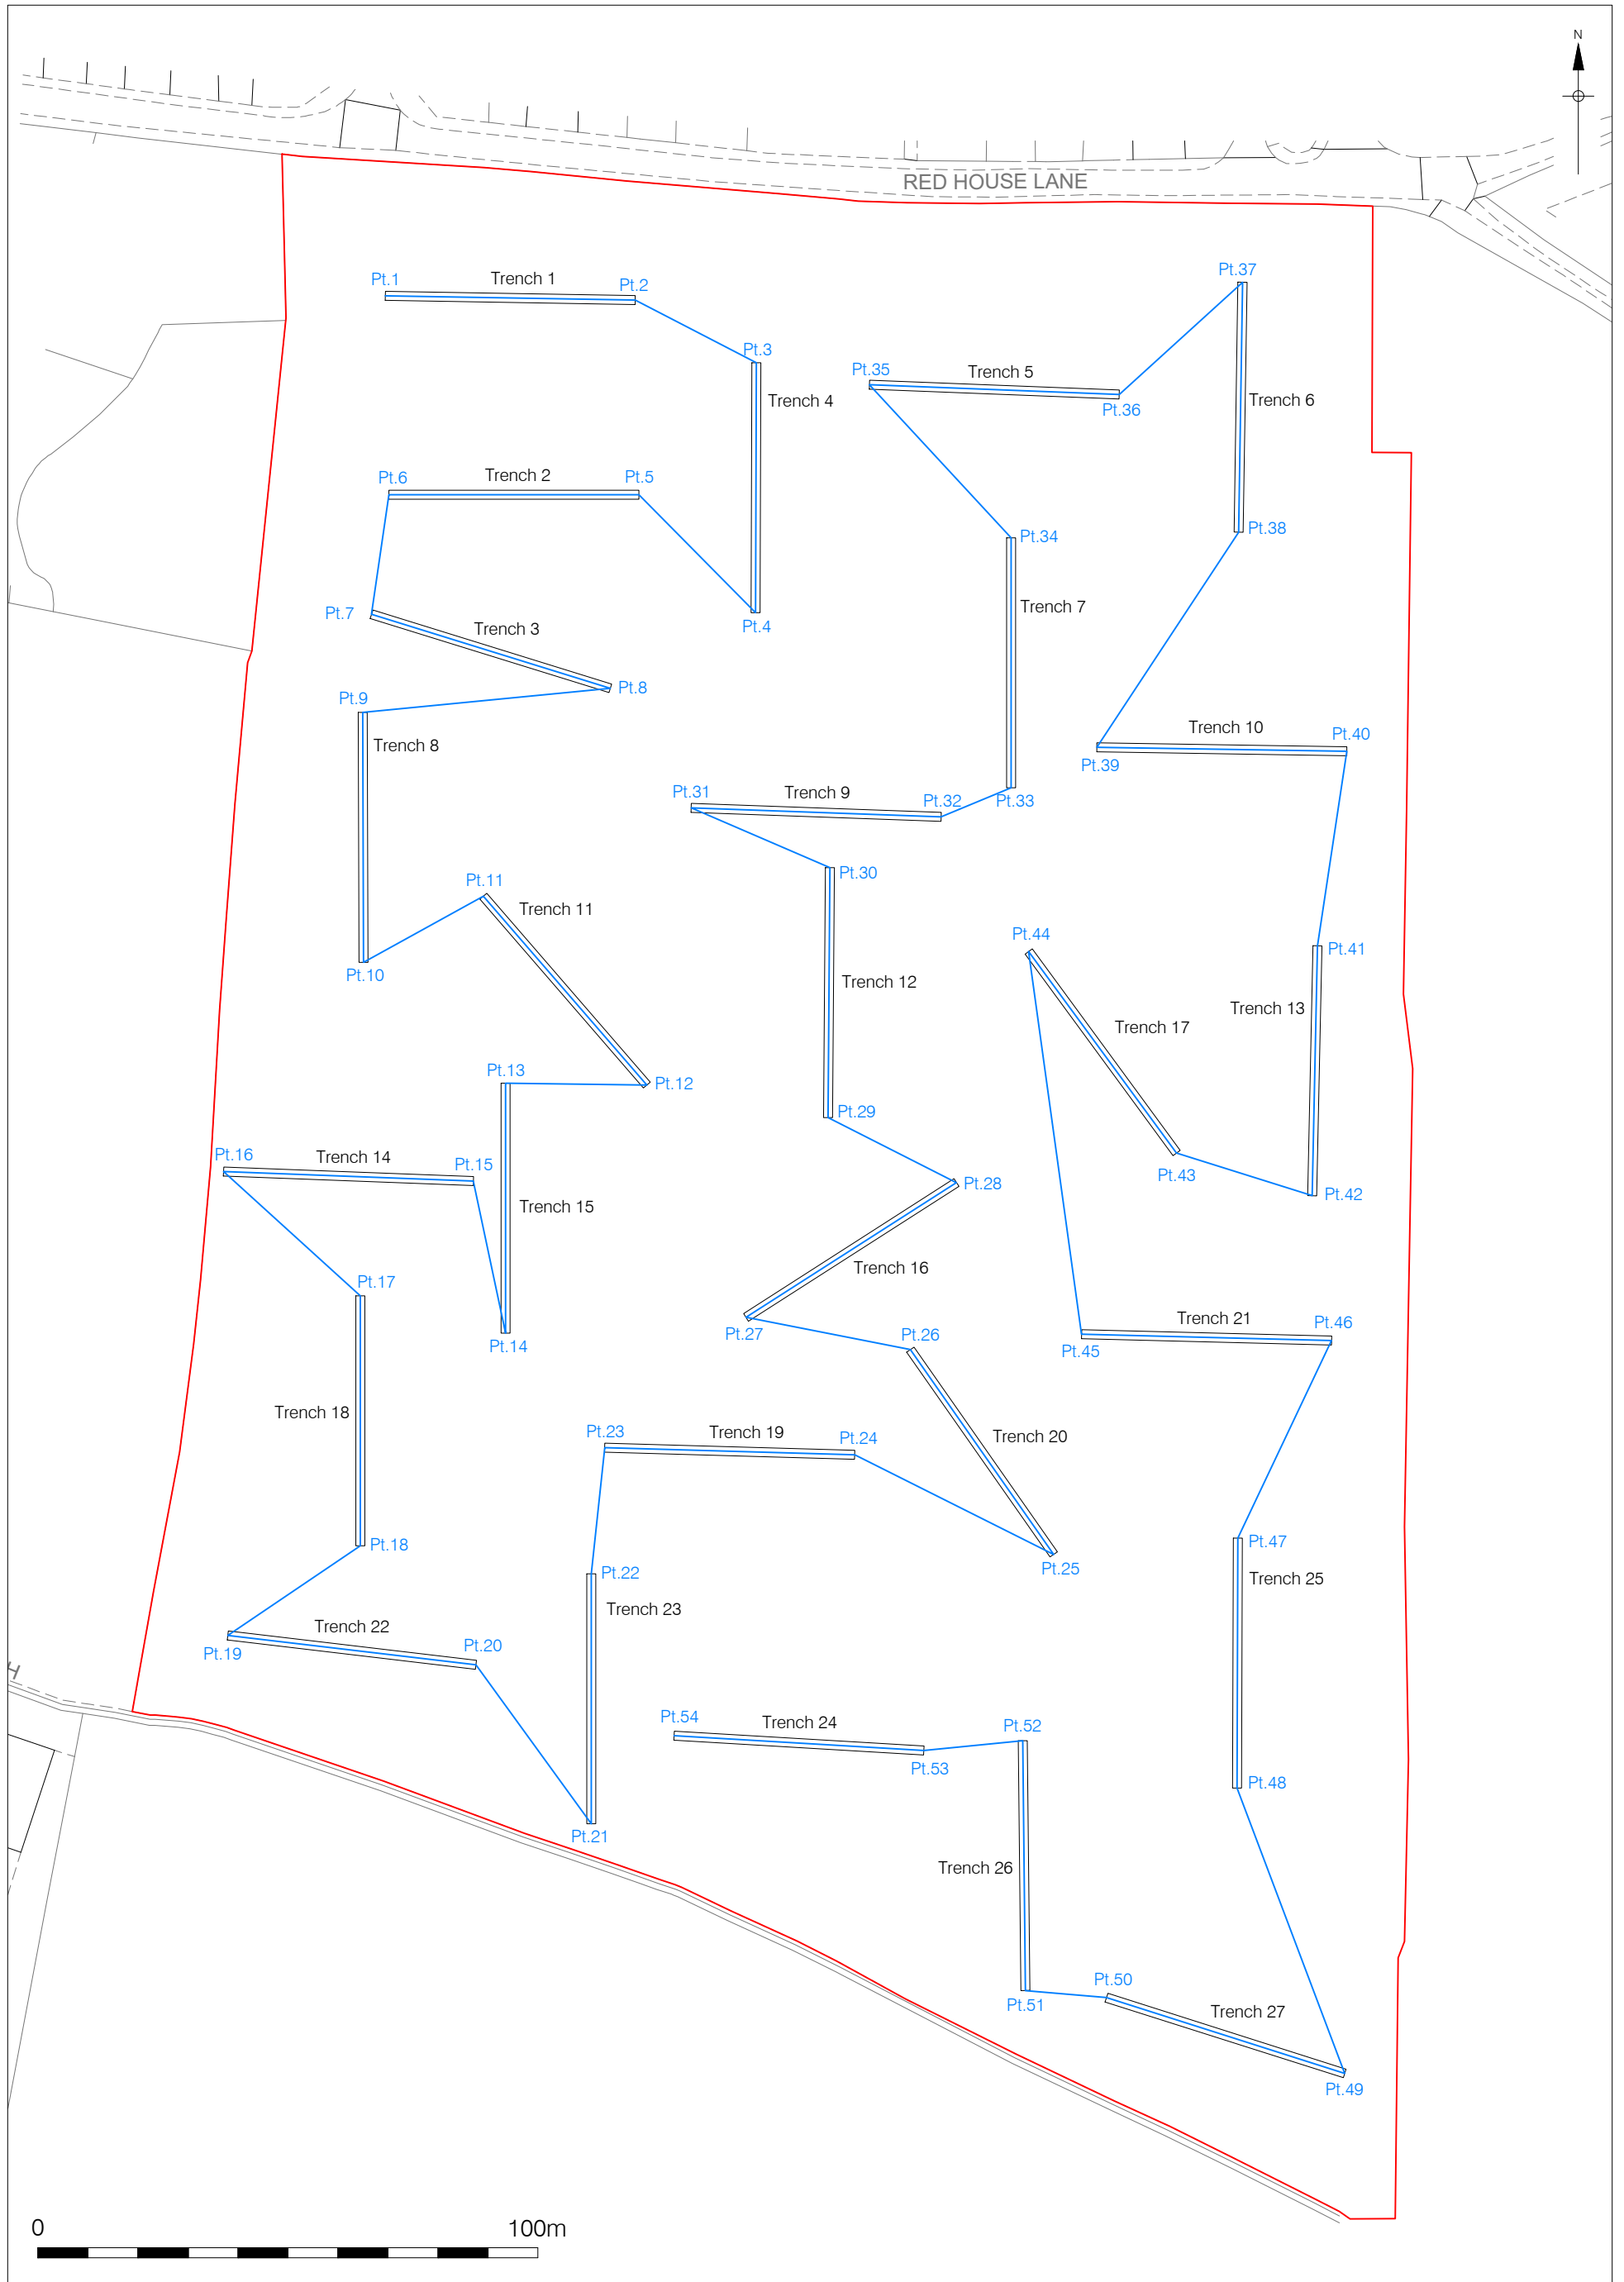 N
RED HOUSE LANE
Pt.37
Pt.1
Trench 1
Pt.2
Pt.3
Pt.35
Trench 5
Trench 4
Trench 6
Pt.36
Pt.6
Trench 2
Pt.5
Pt.38
Pt.34
Trench 7
Pt.7
Trench 3
Pt.4
Pt.8
Pt.9
Trench 10
Pt.40
Trench 8
Pt.39
Pt.31
Trench 9
Pt.32
Pt.33
Pt.30
Pt.11
Trench 11
Pt.44
Pt.41
Pt.10
Trench 12
Trench 13
Trench 17
Pt.13
Pt.12
Pt.29
Pt.16
Trench 14
Pt.15
Pt.43
Pt.28
Pt.42
Trench 15
Trench 16
Pt.17
Trench 21
Pt.46
Pt.27
Pt.26
Pt.14
Pt.45
Trench 18
Pt.23
Trench 19
Pt.24
Trench 20
Pt.18
Pt.47
Pt.22
Pt.25
Trench 25
Trench 23
Trench 22
Pt.19
Pt.20
H
Pt.54
Trench 24
Pt.52
Pt.53
Pt.48
Pt.21
Trench 26
Pt.50
Pt.51
Trench 27
Pt.49
0
100m